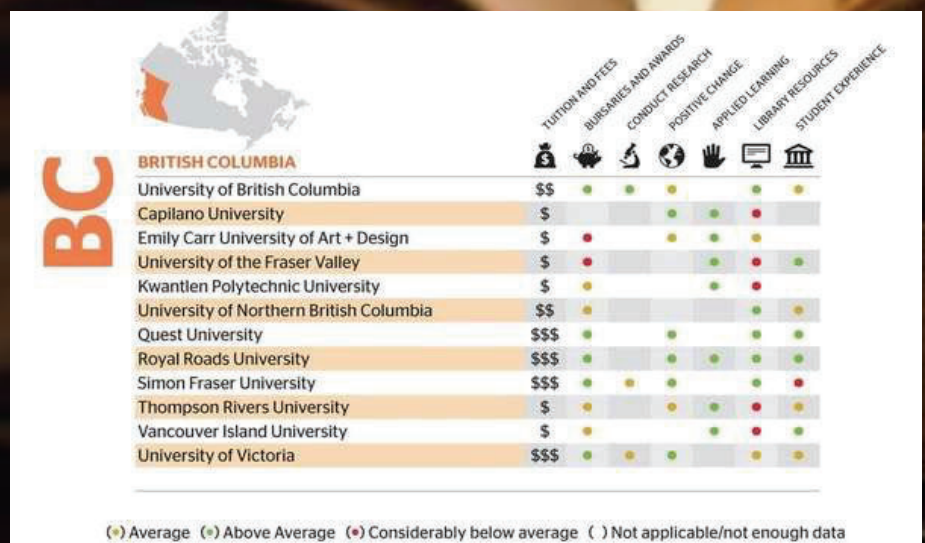 TUITION AND FEES
BURSARIES AND AWARDS
CONDUCT RESEARCH
POSITIVE CHANGE
APPLIED LEARNING
LIBRARY RESOURCES
STUDENT EXPERIENCE
BC
BRITISH COLUMBIA
University of British Columbia $$
Capilano University $
Emily Carr University of Art + Design $
University of the Fraser Valley $
Kwantlen Polytechnic University $
University of Northern British Columbia $$
Quest University $$$
Royal Roads University $$$
Simon Fraser University $$$
Thompson Rivers University $
Vancouver Island University $
University of Victoria $$$
(•) Average (•) Above Average (•) Considerably below average ( ) Not applicable/not enough data